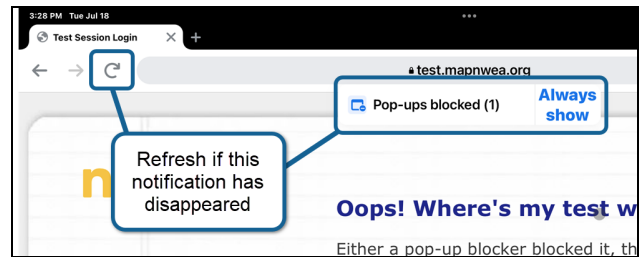 3:28 PM Tue Jul 18
Test Session Login
test.mapnwea.org
Pop-ups blocked (1)
Always
show
Refresh if this
notification has
disappeared
n
Oops! Where's my test w
Either a pop-up blocker blocked it, th